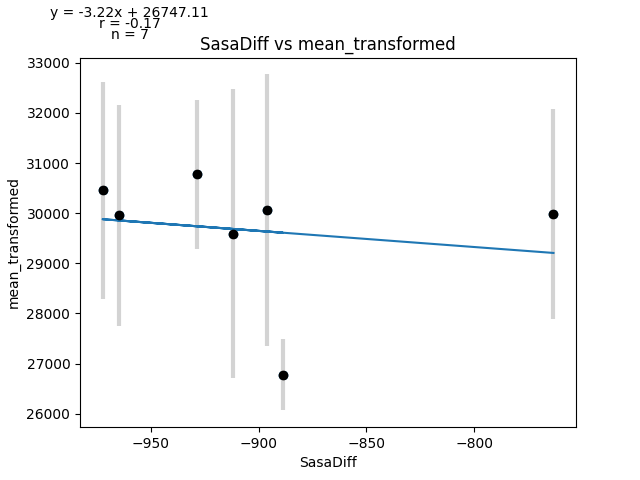 y = -3.22x + 26747.11
r = -0.17
n = 7
SasaDiff vs mean_transformed
33000
32000
31000
30000
29000
28000
27000
26000
mean_transformed
−950
−900
−850
−800
SasaDiff